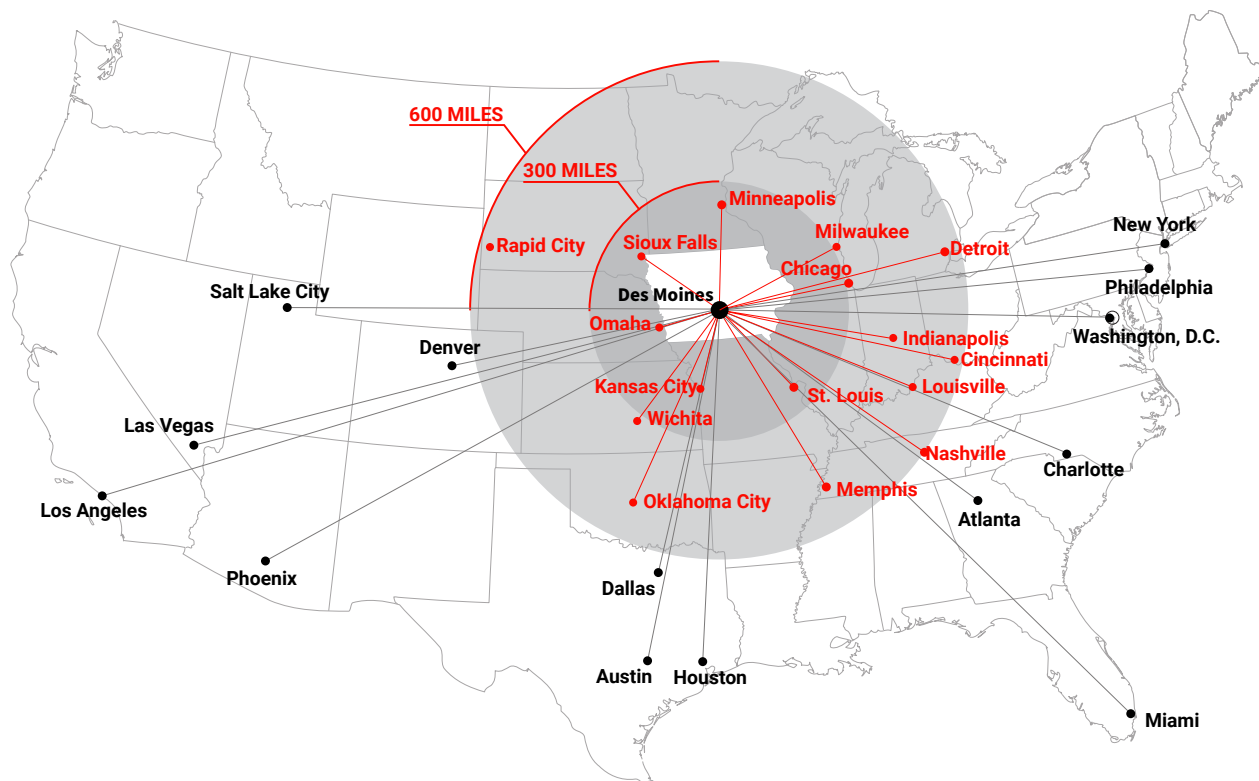 600 MILES
300 MILES
Minneapolis
New York
Milwaukee
Sioux Falls
Rapid City
Detroit
Chicago
Philadelphia
Salt Lake City
Des Moines
Omaha
Washington, D.C.
Indianapolis
Denver
Cincinnati
Kansas City
Louisville
St. Louis
Wichita
Las Vegas
Nashville
Charlotte
Memphis
Oklahoma City
Los Angeles
Atlanta
Phoenix
Dallas
Austin
Houston
Miami